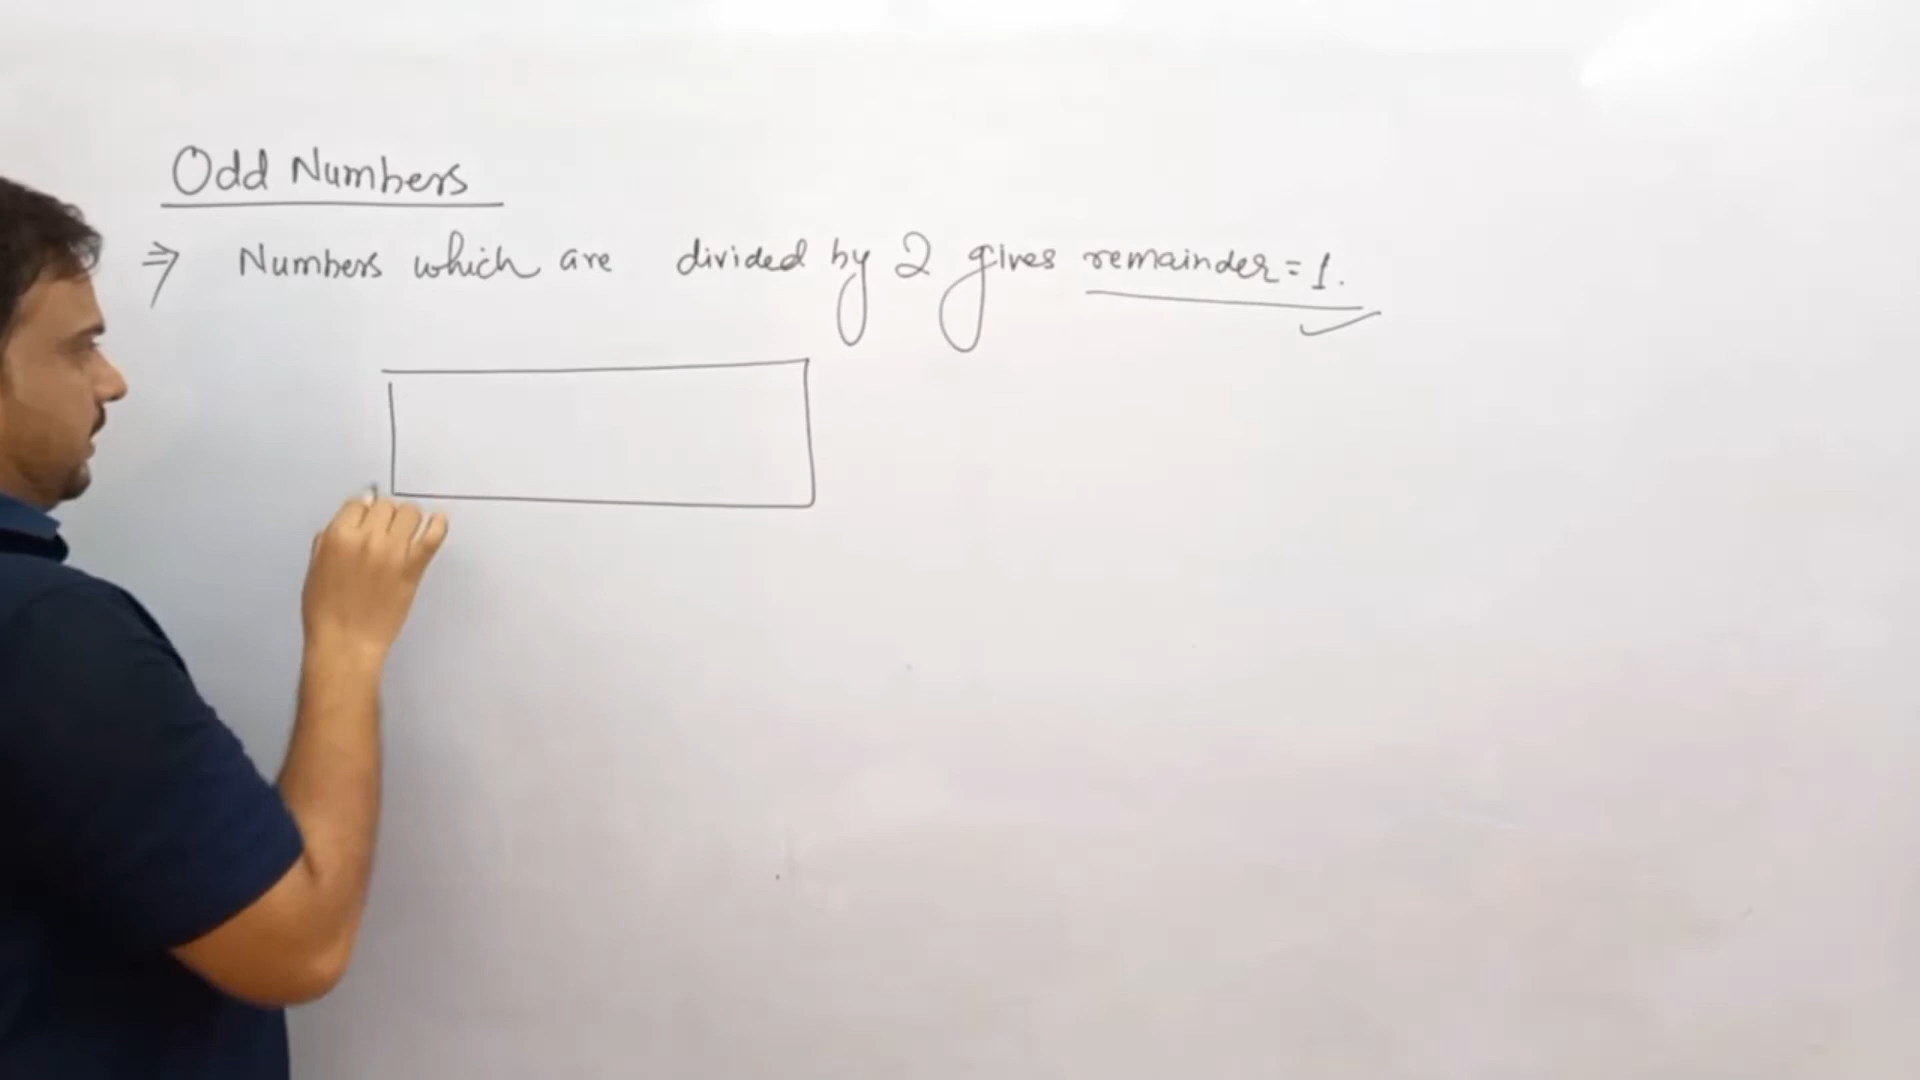 Odd Numbers
⇒ Numbers which are divided by 2 gives remainder = 1.